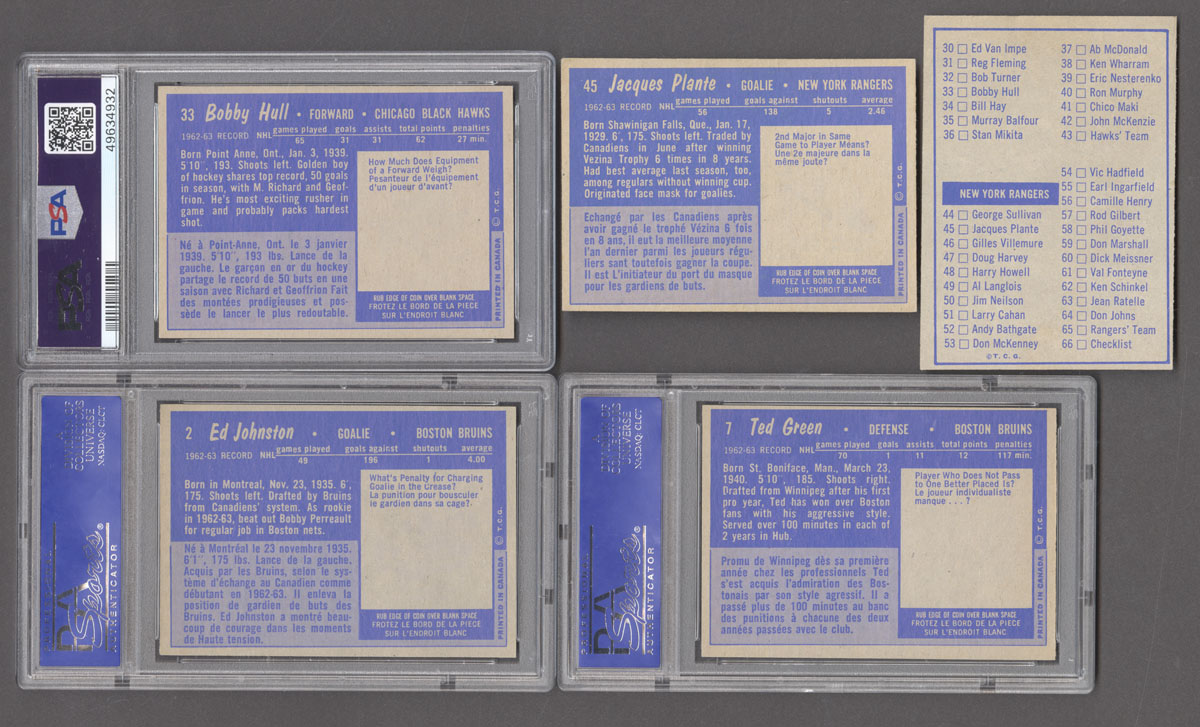 PSA
49634932
33 Bobby Hull • FORWARD • CHICAGO BLACK HAWKS
1962-63 RECORD NHL games played goals assists total points penalties
65 31 31 62 27 min.
Born Point Anne, Ont., Jan. 3, 1939.
5'10", 193. Shoots left. Golden boy
of hockey shares top record, 50 goals
in season, with M. Richard and Geof-
frion. He's most exciting rusher in
game and probably packs hardest
shot.
Né à Point-Anne, Ont. le 3 janvier
1939. 5'10", 193 lbs. Lance de la
gauche. Le garçon en or du hockey
partage le record de 50 buts en une
saison avec Richard et Geoffrion Fait
des montées prodigieuses et pos-
sède le lancer le plus redoutable.
How Much Does Equipment
of a Forward Weigh?
Pesanteur de l'équipement
d'un joueur d'avant?
RUB EDGE OF COIN OVER BLANK SPACE
FROTEZ LE BORD DE LA PIECE
SUR L'ENDROIT BLANC
PRINTED IN CANADA © T.C.G.
45 Jacques Plante • GOALIE • NEW YORK RANGERS
1962-63 RECORD NHL games played goals against shutouts average
56 138 5 2.46
Born Shawinigan Falls, Que., Jan. 17,
1929. 6', 175. Shoots left. Traded by
Canadiens in June after winning
Vezina Trophy 6 times in 8 years.
Had best average last season, too,
among regulars without winning cup.
Originated face mask for goalies.
Echangé par les Canadiens après
avoir gagné le trophé Vézina 6 fois
en 8 ans, il eut la meilleure moyenne
l'an dernier parmi les joueurs régu-
liers sant toutefois gagner la coupe.
Il est L'initiateur du port du masque
pour les gardiens de buts.
2nd Major in Same
Game to Player Means?
Une 2e majeure dans la
même joute?
RUB EDGE OF COIN OVER BLANK SPACE
FROTEZ LE BORD DE LA PIECE
SUR L'ENDROIT BLANC
PRINTED IN CANADA © T.C.G.
30 Ed Van Impe
31 Reg Fleming
32 Bob Turner
33 Bobby Hull
34 Bill Hay
35 Murray Balfour
36 Stan Mikita
NEW YORK RANGERS
44 George Sullivan
45 Jacques Plante
46 Gilles Villemure
47 Doug Harvey
48 Harry Howell
49 Al Langlois
50 Jim Neilson
51 Larry Cahan
52 Andy Bathgate
53 Don McKenney
©T. C. G.
37 Ab McDonald
38 Ken Wharram
39 Eric Nesterenko
40 Ron Murphy
41 Chico Maki
42 John McKenzie
43 Hawks' Team
54 Vic Hadfield
55 Earl Ingarfield
56 Camille Henry
57 Rod Gilbert
58 Phil Goyette
59 Don Marshall
60 Dick Meissner
61 Val Fonteyne
62 Ken Schinkel
63 Jean Ratelle
64 Don Johns
65 Rangers' Team
66 Checklist
UNIVERSE
NASDAQ: CLCT
PSA
Sports®
AUTHENTICATOR
2 Ed Johnston • GOALIE • BOSTON BRUINS
1962-63 RECORD NHL games played goals against shutouts average
49 196 4.00
Born in Montreal, Nov. 23, 1935. 6',
175. Shoots left. Drafted by Bruins
from Canadiens' system. As rookie
in 1962-63, beat out Bobby Perreault
for regular job in Boston nets.
Né à Montréal le 23 novembre 1935.
6'1", 175 lbs. Lance de la gauche.
Acquis par les Bruins, selon le sys-
tème d'échange au Canadien comme
débutant en 1962-63. Il enleva la
position de gardien de buts des
Bruins. Ed Johnston a montré beau-
coup de courage dans les moments
de Haute tension.
What's Penalty for Charging
Goalie in the Crease?
La punition pour bousculer
le gardien dans sa cage?
RUB EDGE OF COIN OVER BLANK SPACE
FROTEZ LE BORD DE LA PIECE
SUR L'ENDROIT BLANC
PRINTED IN CANADA © T.C.G.
UNIVERSE
NASDAQ: CLCT
PSA
Sports®
AUTHENTICATOR
7 Ted Green • DEFENSE • BOSTON BRUINS
1962-63 RECORD NHL games played goals assists total points penalties
70 1 11 12 117 min.
Born St. Boniface, Man., March 23,
1940. 5'10", 185. Shoots right.
Drafted from Winnipeg after his first
pro year, Ted has won over Boston
fans with his aggressive style.
Served over 100 minutes in each of
2 years in Hub.
Promu de Winnipeg dès sa première
année chez les professionnels Ted
s'est acquis l'admiration des Bos-
tonais par son style agressif. Il a
passé plus de 100 minutes au banc
des punitions à chacune des deux
années passées avec le club.
Player Who Does Not Pass
to One Better Placed Is?
Le joueur individualiste
manque . . . ?
RUB EDGE OF COIN OVER BLANK SPACE
FROTEZ LE BORD DE LA PIECE
SUR L'ENDROIT BLANC
PRINTED IN CANADA © T.C.G.